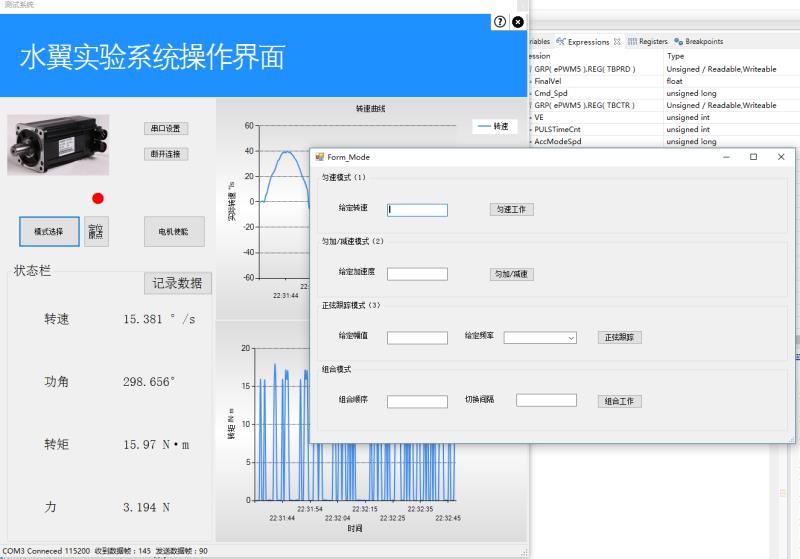 测试系统
水翼实验系统操作界面
串口设置
断开连接
模式选择
定位
原点
电机使能
状态栏
记录数据
转速 15.381 °/s
功角 298.656°
转矩 15.97 N•m
力 3.194 N
COM3 Conneced 115200 收到数据帧：145 发送数据帧：90
转速曲线
转速
实际转速 °/s
60
40
20
0
-20
-40
-60
22:31:44
转矩 /N·m
20
15
10
5
0
22:31:54 22:32:15 22:32:35
22:31:44 22:32:04 22:32:25 22:32:45
时间
Expressions
Registers
Breakpoints
Type
GRP( ePWM5 ).REG( TBPRD ) Unsigned / Readable,Writeable
FinalVel float
Cmd_Spd unsigned long
GRP( ePWM5 ).REG( TBCTR ) Unsigned / Readable,Writeable
VE unsigned int
PULSTimeCnt unsigned int
AccModeSpd unsigned long
Form_Mode
匀速模式（1）
给定转速 匀速工作
匀加/减速模式（2）
给定加速度 匀加/减速
正弦跟踪模式（3）
给定幅值 给定频率 正弦跟踪
组合模式
组合顺序 切换间隔 组合工作